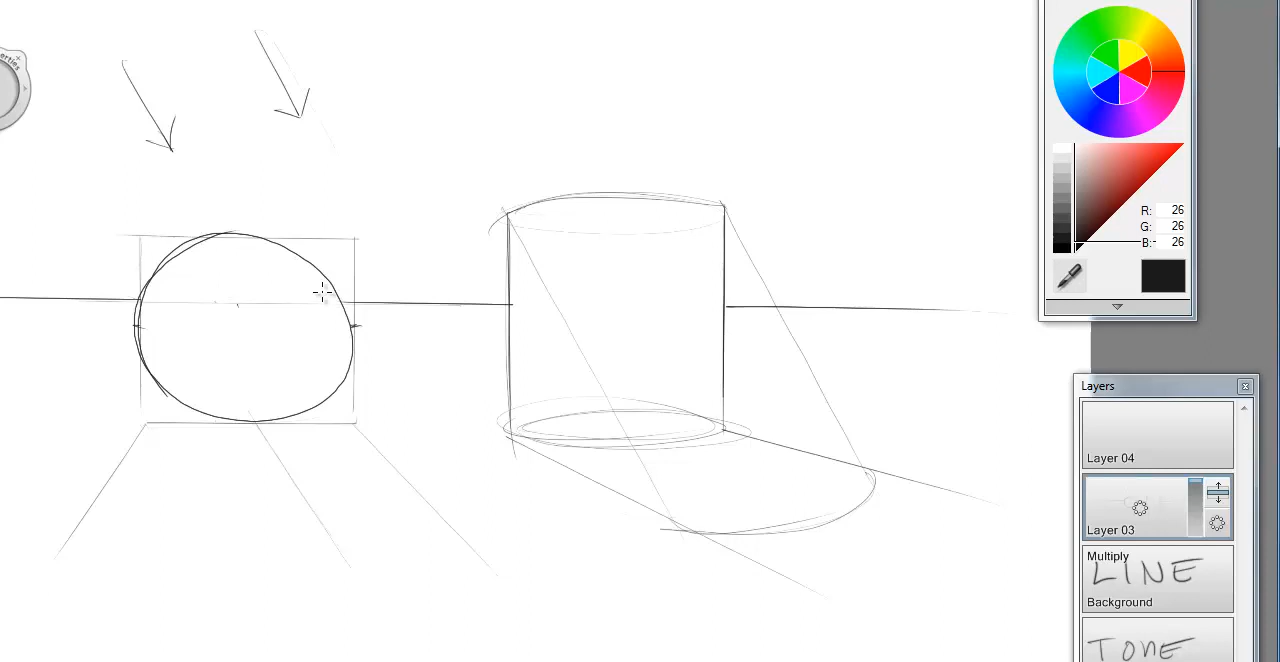 R: 26
G: 26
B: 26
Layers
Layer 04
Layer 03
Multiply
LINE
Background
TONE